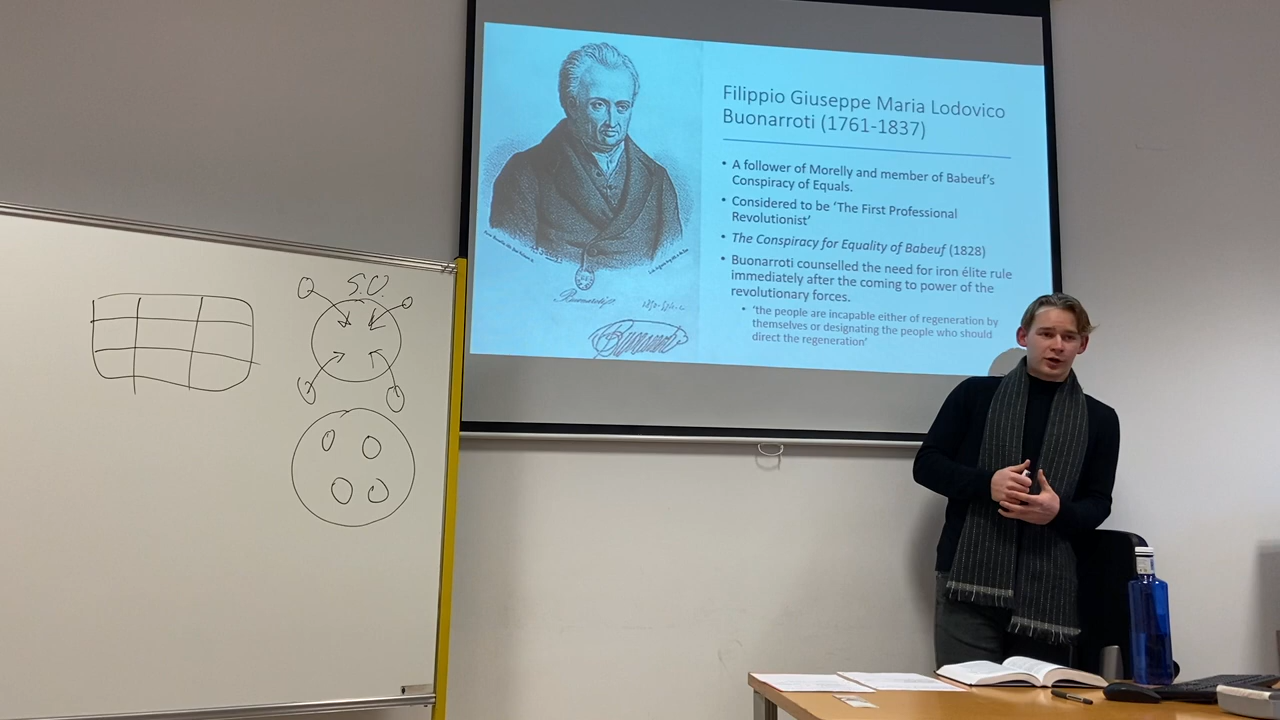 S.O.
Filippio Giuseppe Maria Lodovico
Buonarroti (1761-1837)
• A follower of Morelly and member of Babeuf's
Conspiracy of Equals.
• Considered to be 'The First Professional
Revolutionist'
• The Conspiracy for Equality of Babeuf (1828)
• Buonarroti counselled the need for iron élite rule
immediately after the coming to power of the
revolutionary forces.
• 'the people are incapable either of regeneration by
themselves or designating the people who should
direct the regeneration'